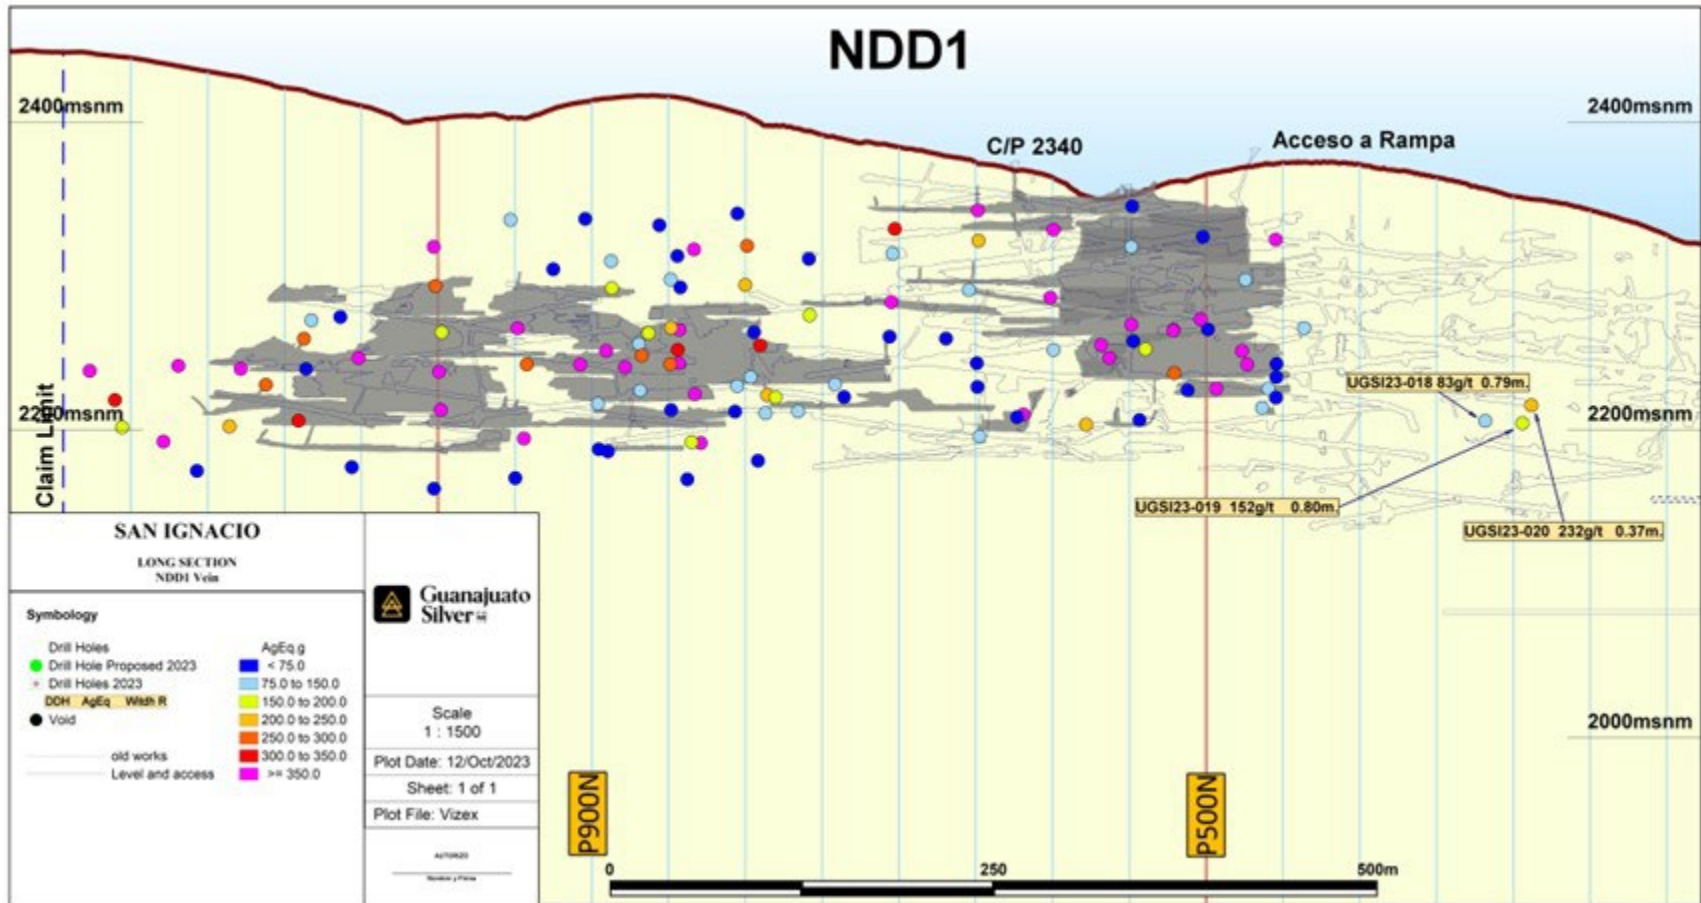 NDD1
2400msnm
2400msnm
C/P 2340
Acceso a Rampa
Claim Limit
2200msnm
2200msnm
UGSI23-018 83g/t 0.79m.
UGSI23-019 152g/t 0.80m.
UGSI23-020 232g/t 0.37m.
2000msnm
SAN IGNACIO
LONG SECTION
NDD1 Vein
Symbology
Drill Holes
Drill Hole Proposed 2023
Drill Holes 2023
DDH AgEq Witdh R
Void
old works
Level and access
AgEq.g
< 75.0
75.0 to 150.0
150.0 to 200.0
200.0 to 250.0
250.0 to 300.0
300.0 to 350.0
>= 350.0
Guanajuato
Silver
Scale
1 : 1500
Plot Date: 12/Oct/2023
Sheet: 1 of 1
Plot File: Vizex
P900N
P500N
0 250 500m